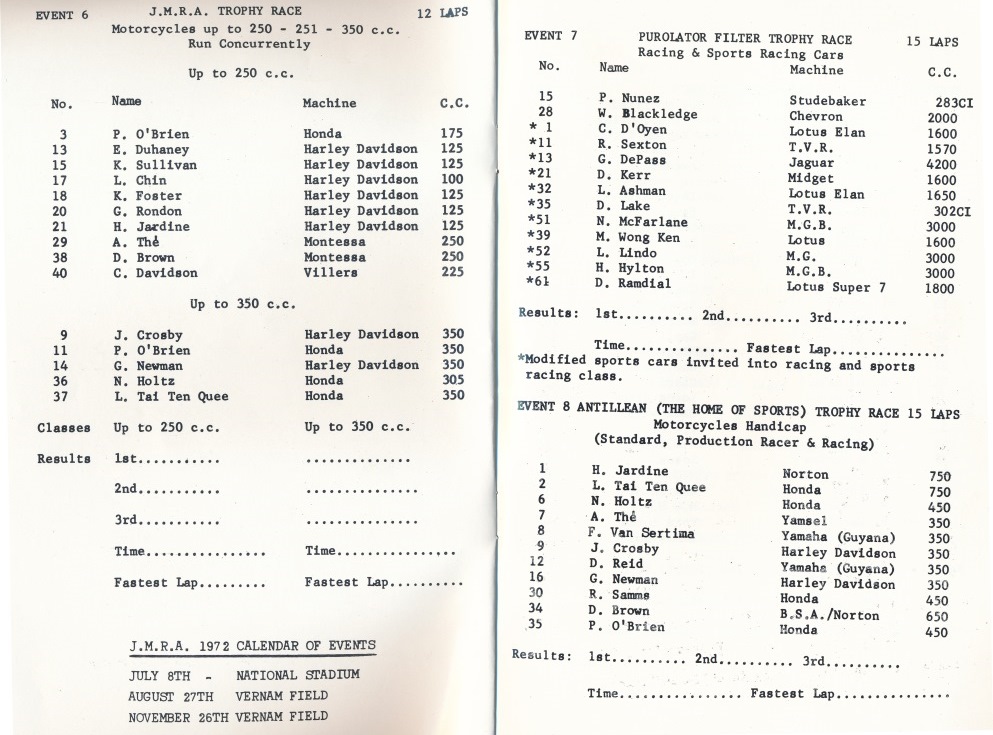 EVENT 6 J.M.R.A. TROPHY RACE 12 LAPS
Motorcycles up to 250 - 251 - 350 c.c.
Run Concurrently
Up to 250 c.c.
No. Name Machine C.C.
3 P. O'Brien Honda 175
13 E. Duhaney Harley Davidson 125
15 K. Sullivan Harley Davidson 125
17 L. Chin Harley Davidson 100
18 K. Foster Harley Davidson 125
20 G. Rondon Harley Davidson 125
21 H. Jardine Harley Davidson 125
29 A. Thé Montessa 250
38 D. Brown Montessa 250
40 C. Davidson Villers 225
Up to 350 c.c.
9 J. Crosby Harley Davidson 350
11 P. O'Brien Honda 350
14 G. Newman Harley Davidson 350
36 N. Holtz Honda 305
37 L. Tai Ten Quee Honda 350
Classes Up to 250 c.c. Up to 350 c.c.
Results 1st........... ..............
2nd........... ...............
3rd........... ...............
Time................ Time................
Fastest Lap......... Fastest Lap..........
J.M.R.A. 1972 CALENDAR OF EVENTS
JULY 8TH - NATIONAL STADIUM
AUGUST 27TH VERNAM FIELD
NOVEMBER 26TH VERNAM FIELD
EVENT 7 PUROLATOR FILTER TROPHY RACE 15 LAPS
Racing & Sports Racing Cars
No. Name Machine C.C.
15 P. Nunez Studebaker 283CI
28 W. Blackledge Chevron 2000
* 1 C. D'Oyen Lotus Elan 1600
*11 R. Sexton T.V.R. 1570
*13 G. DePass Jaguar 4200
*21 D. Kerr Midget 1600
*32 L. Ashman Lotus Elan 1650
*35 D. Lake T.V.R. 302CI
*51 N. McFarlane M.G.B. 3000
*39 M. Wong Ken Lotus 1600
*52 L. Lindo M.G. 3000
*55 H. Hylton M.G.B. 3000
*61 D. Ramdial Lotus Super 7 1800
Results: 1st.......... 2nd.......... 3rd.........
Time............... Fastest Lap...............
*Modified sports cars invited into racing and sports
racing class.
EVENT 8 ANTILLEAN (THE HOME OF SPORTS) TROPHY RACE 15 LAPS
Motorcycles Handicap
(Standard, Production Racer & Racing)
1 H. Jardine Norton 750
2 L. Tai Ten Quee Honda 750
6 N. Holtz Honda 450
7 A. Thé Yamsel 350
8 F. Van Sertima Yamaha (Guyana) 350
9 J. Crosby Harley Davidson 350
12 D. Reid Yamaha (Guyana) 350
16 G. Newman Harley Davidson 350
30 R. Samms Honda 450
34 D. Brown B.S.A./Norton 650
35 P. O'Brien Honda 450
Results: 1st.......... 2nd.......... 3rd.........
Time................ Fastest Lap...............